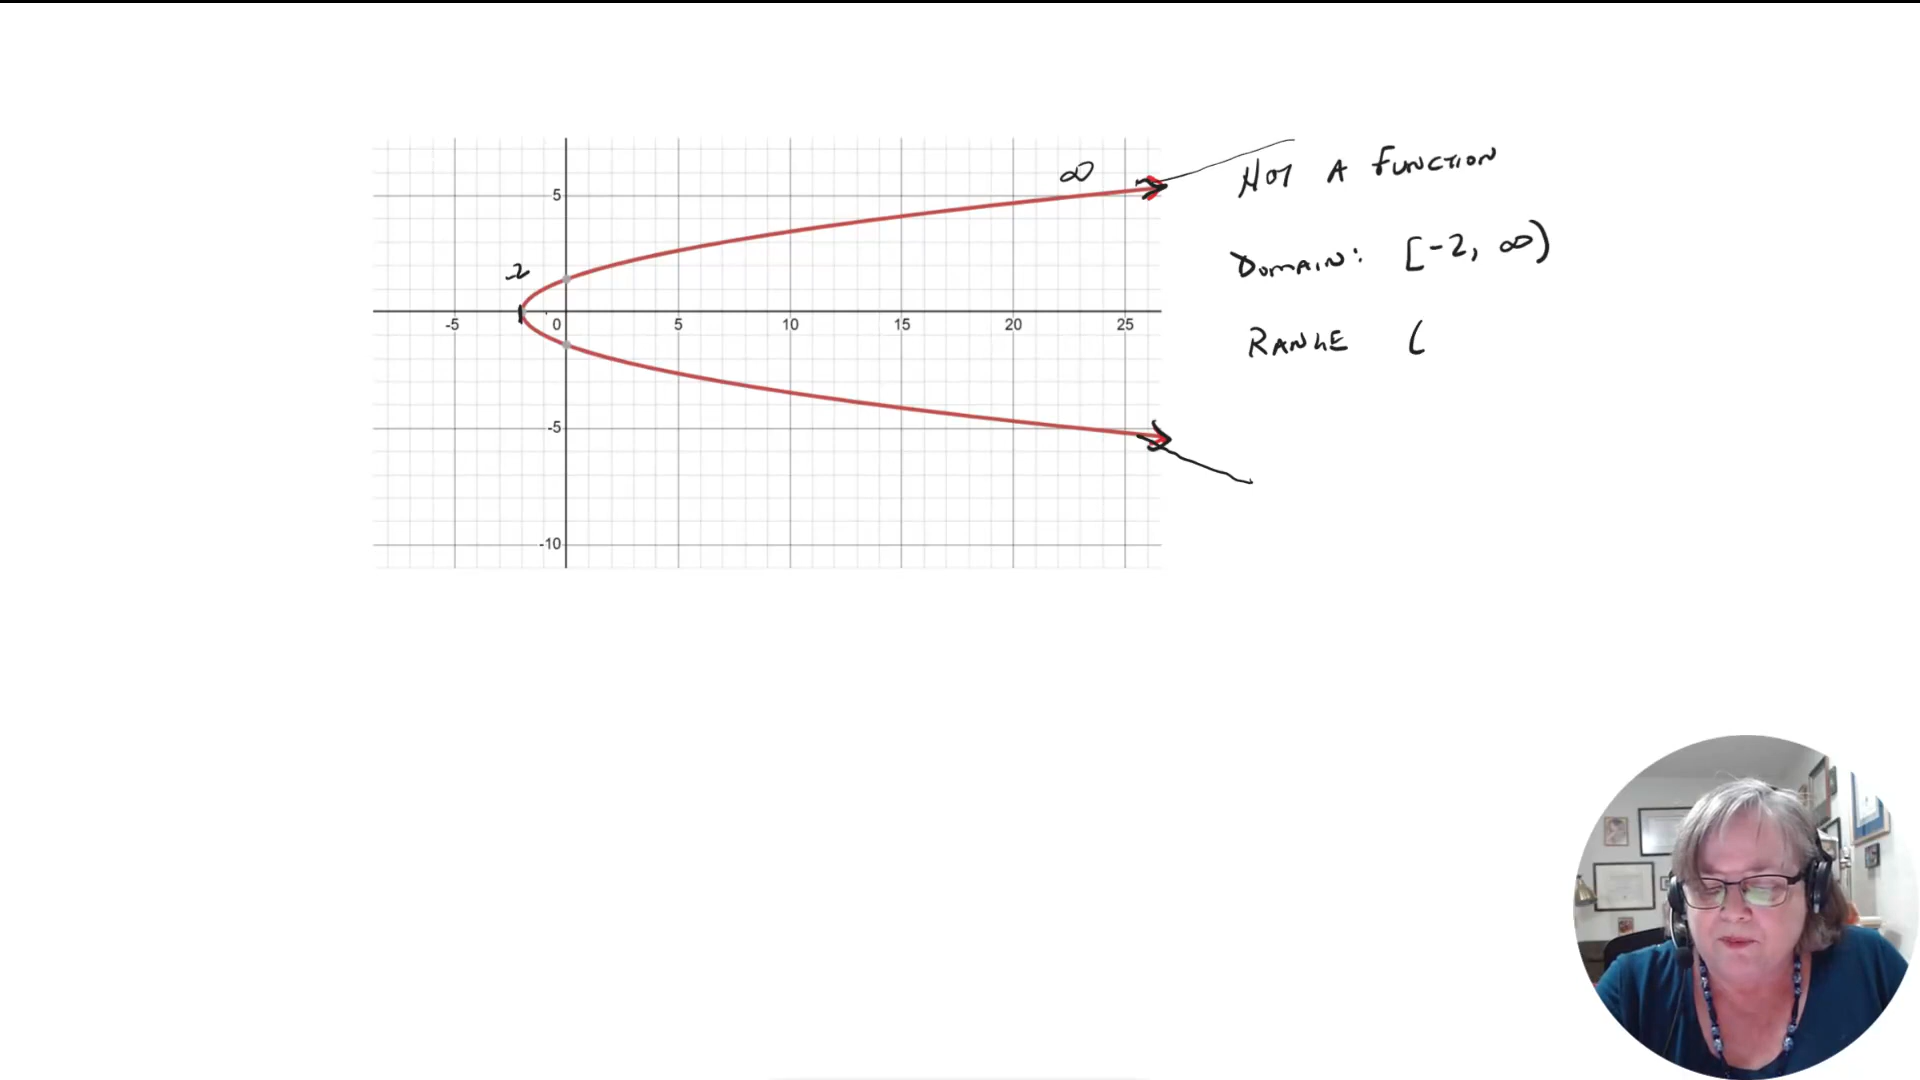 ∞
NOT A FUNCTION
5
DOMAIN: [-2, ∞)
-2
-5 0 5 10 15 20 25
RANGE (
-5
-10